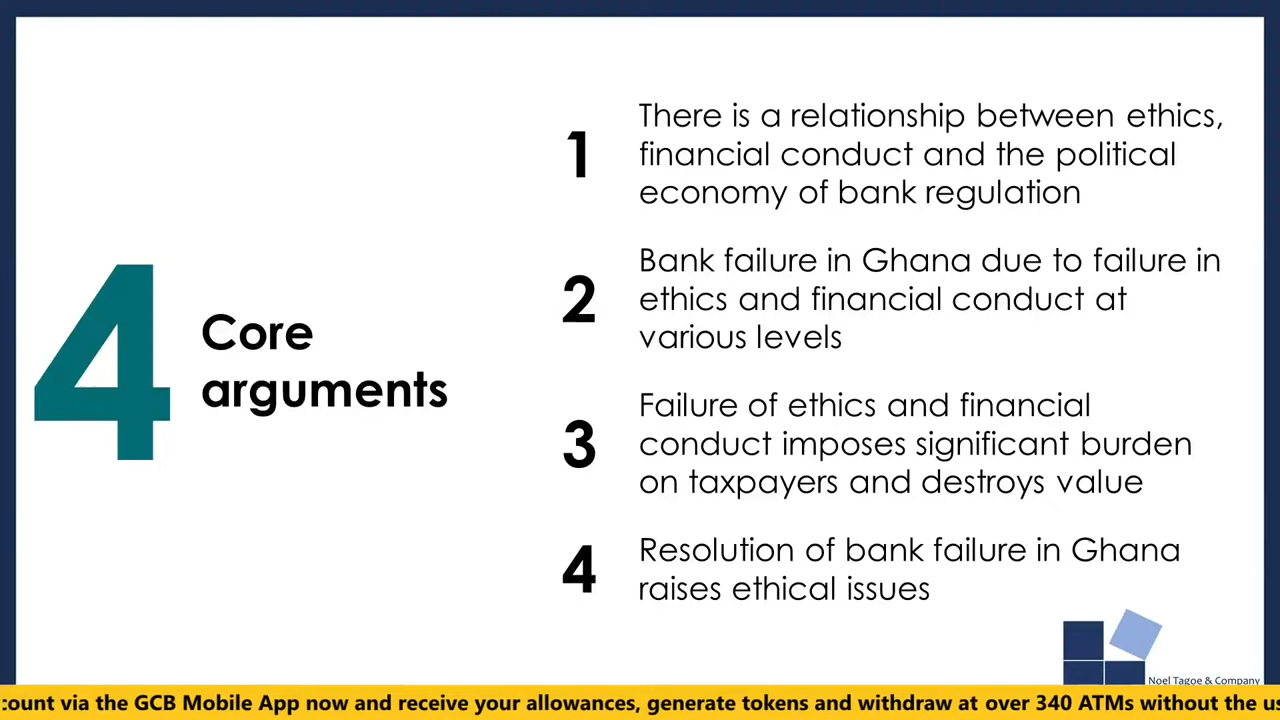 4
Core
arguments
1
There is a relationship between ethics,
financial conduct and the political
economy of bank regulation
2
Bank failure in Ghana due to failure in
ethics and financial conduct at
various levels
3
Failure of ethics and financial
conduct imposes significant burden
on taxpayers and destroys value
4
Resolution of bank failure in Ghana
raises ethical issues
Noel Tagoe & Company
via the GCB Mobile App now and receive your allowances, generate tokens and withdraw at over 340 ATMs without the